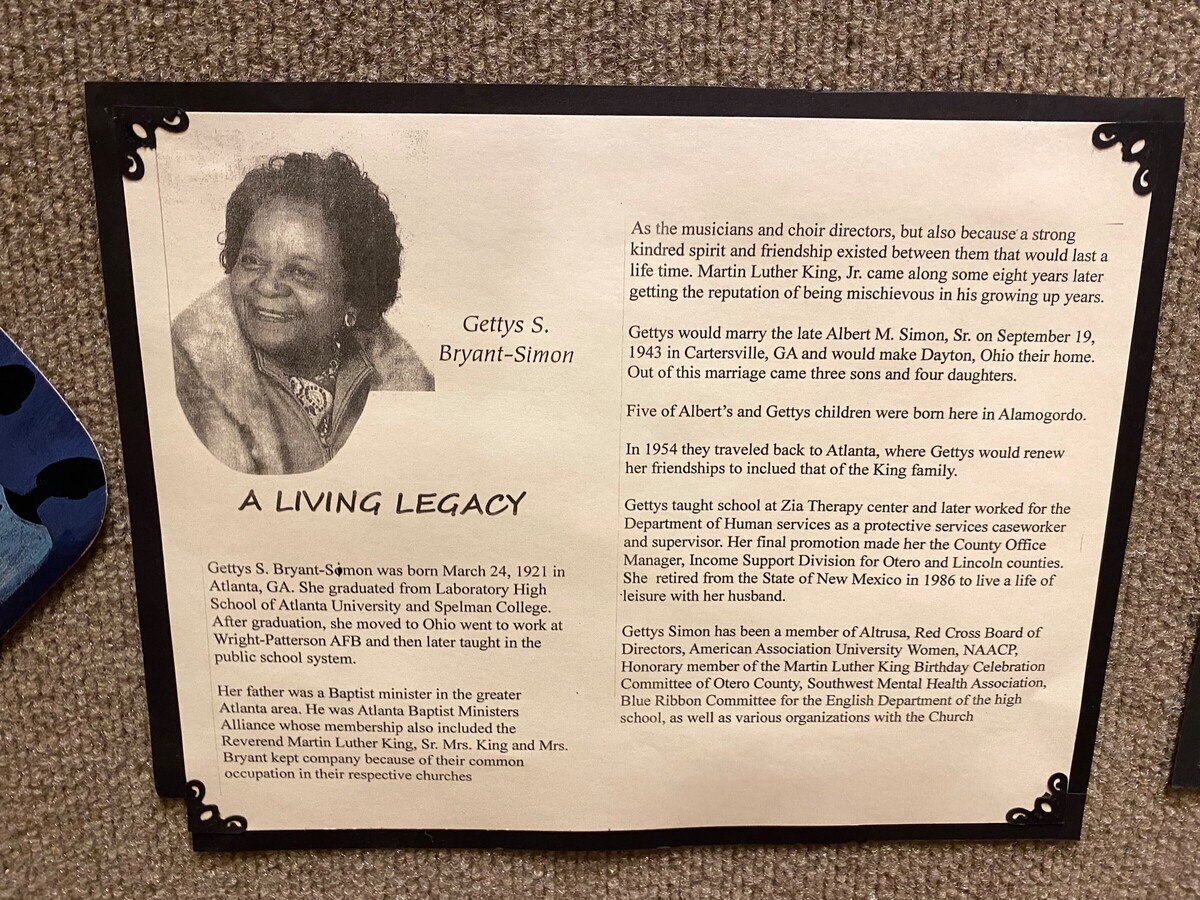 Gettys S.
Bryant-Simon
A LIVING LEGACY
Gettys S. Bryant-Simon was born March 24, 1921 in
Atlanta, GA. She graduated from Laboratory High
School of Atlanta University and Spelman College.
After graduation, she moved to Ohio went to work at
Wright-Patterson AFB and then later taught in the
public school system.
Her father was a Baptist minister in the greater
Atlanta area. He was Atlanta Baptist Ministers
Alliance whose membership also included the
Reverend Martin Luther King, Sr. Mrs. King and Mrs.
Bryant kept company because of their common
occupation in their respective churches
As the musicians and choir directors, but also because a strong
kindred spirit and friendship existed between them that would last a
life time. Martin Luther King, Jr. came along some eight years later
getting the reputation of being mischievous in his growing up years.
Gettys would marry the late Albert M. Simon, Sr. on September 19,
1943 in Cartersville, GA and would make Dayton, Ohio their home.
Out of this marriage came three sons and four daughters.
Five of Albert's and Gettys children were born here in Alamogordo.
In 1954 they traveled back to Atlanta, where Gettys would renew
her friendships to inclued that of the King family.
Gettys taught school at Zia Therapy center and later worked for the
Department of Human services as a protective services caseworker
and supervisor. Her final promotion made her the County Office
Manager, Income Support Division for Otero and Lincoln counties.
She retired from the State of New Mexico in 1986 to live a life of
leisure with her husband.
Gettys Simon has been a member of Altrusa, Red Cross Board of
Directors, American Association University Women, NAACP,
Honorary member of the Martin Luther King Birthday Celebration
Committee of Otero County, Southwest Mental Health Association,
Blue Ribbon Committee for the English Department of the high
school, as well as various organizations with the Church